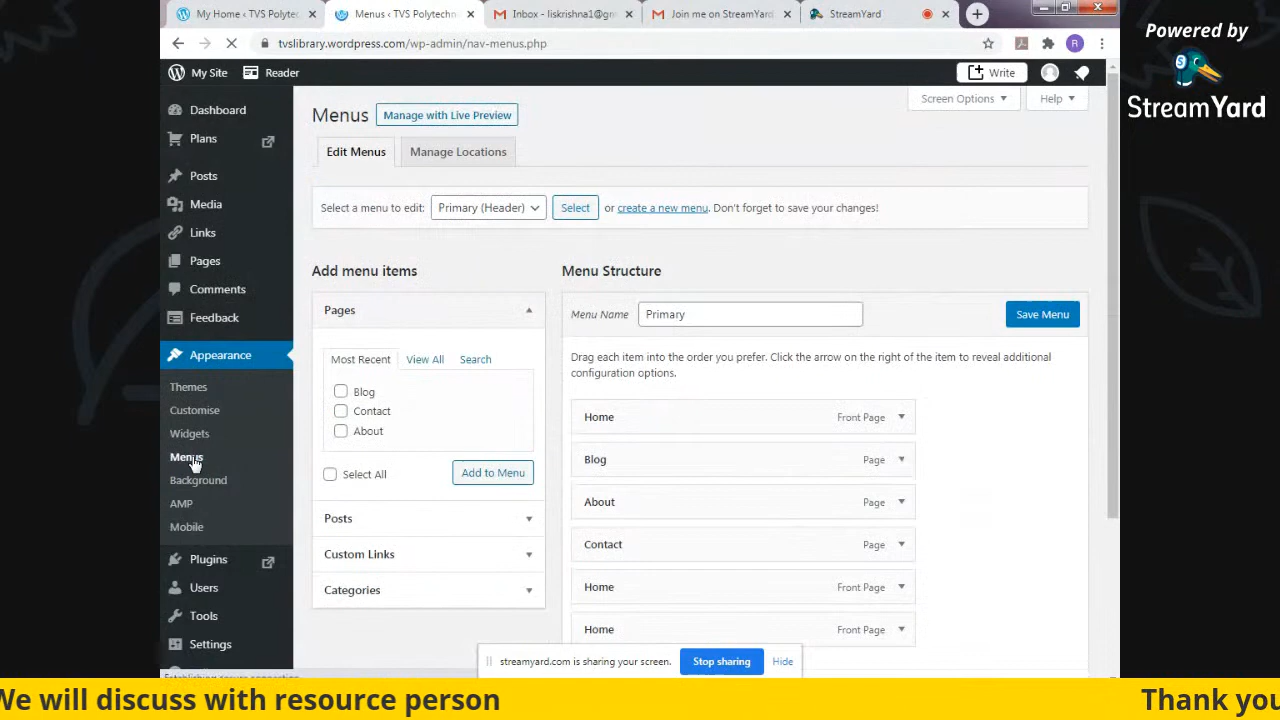 My Home ‹ TVS Polytec
Menus ‹ TVS Polytechn
Inbox - liskrishna1@gm
Join me on StreamYard
StreamYard
Powered by
StreamYard
tvslibrary.wordpress.com/wp-admin/nav-menus.php
R
My Site
Reader
Write
Dashboard
Plans
Posts
Media
Links
Pages
Comments
Feedback
Appearance
Themes
Customise
Widgets
Menus
Background
AMP
Mobile
Plugins
Users
Tools
Settings
Screen Options
Help
Menus
Manage with Live Preview
Edit Menus
Manage Locations
Select a menu to edit: Primary (Header) Select or create a new menu. Don't forget to save your changes!
Add menu items
Pages
Most Recent View All Search
Blog
Contact
About
Select All
Add to Menu
Posts
Custom Links
Categories
Menu Structure
Menu Name Primary
Save Menu
Drag each item into the order you prefer. Click the arrow on the right of the item to reveal additional
configuration options.
Home Front Page
Blog Page
About Page
Contact Page
Home Front Page
Home Front Page
streamyard.com is sharing your screen. Stop sharing Hide
We will discuss with resource person
Thank you